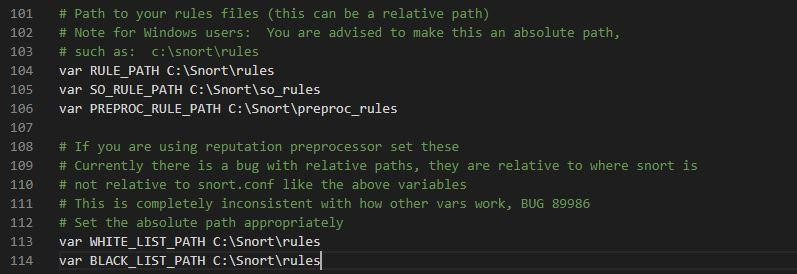 101 # Path to your rules files (this can be a relative path)
102 # Note for Windows users:  You are advised to make this an absolute path,
103 # such as:  c:\snort\rules
104 var RULE_PATH C:\Snort\rules
105 var SO_RULE_PATH C:\Snort\so_rules
106 var PREPROC_RULE_PATH C:\Snort\preproc_rules
107
108 # If you are using reputation preprocessor set these
109 # Currently there is a bug with relative paths, they are relative to where snort is
110 # not relative to snort.conf like the above variables
111 # This is completely inconsistent with how other vars work, BUG 89986
112 # Set the absolute path appropriately
113 var WHITE_LIST_PATH C:\Snort\rules
114 var BLACK_LIST_PATH C:\Snort\rules